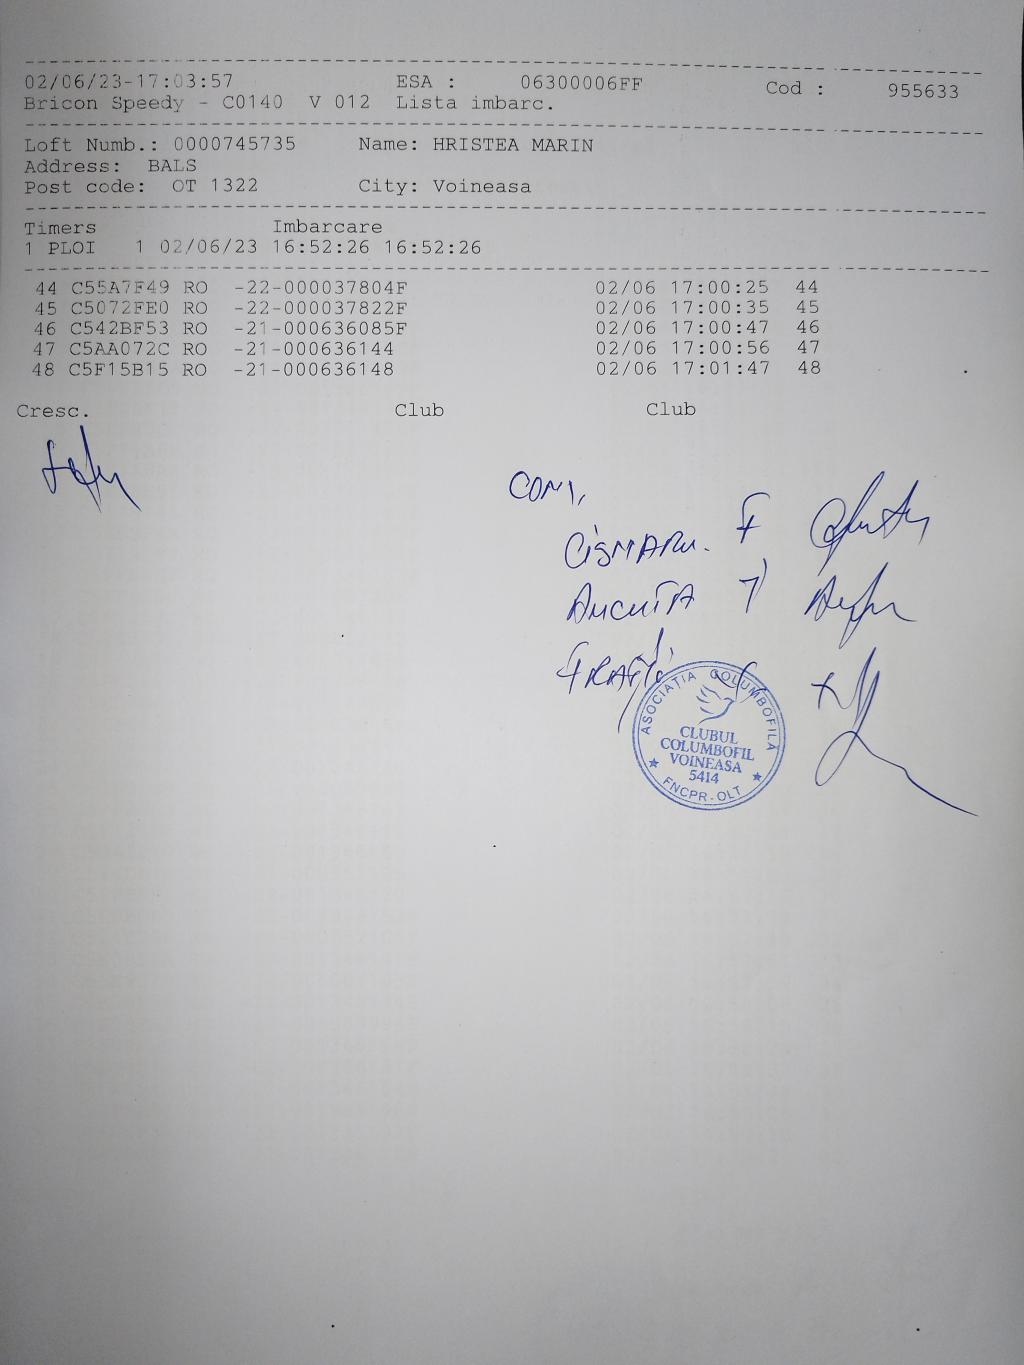 02/06/23-17:03:57 ESA : 06300006FF Cod : 955633
Bricon Speedy - C0140 V 012 Lista imbarc.
Loft Numb.: 0000745735 Name: HRISTEA MARIN
Address: BALS
Post code: OT 1322 City: Voineasa
Timers Imbarcare
1 PLOI 1 02/06/23 16:52:26 16:52:26
44 C55A7F49 RO -22-000037804F 02/06 17:00:25 44
45 C5072FE0 RO -22-000037822F 02/06 17:00:35 45
46 C542BF53 RO -21-000636085F 02/06 17:00:47 46
47 C5AA072C RO -21-000636144 02/06 17:00:56 47
48 C5F15B15 RO -21-000636148 02/06 17:01:47 48
Cresc. Club Club
CISMARU. F
ASOCIAȚIA COLUMBOFILĂ
CLUBUL
COLUMBOFIL
VOINEASA
5414
FNCPR-OLT